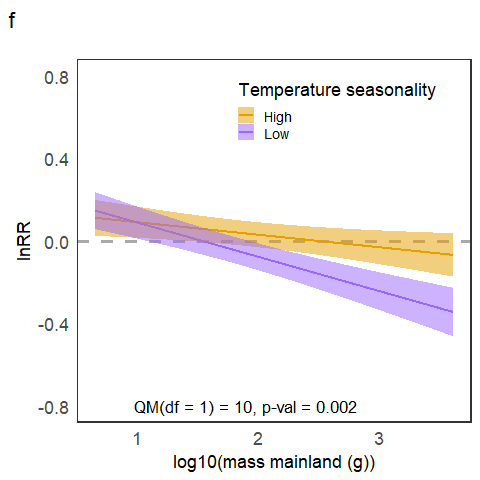 f
Temperature seasonality
High
Low
lnRR
0.8
0.4
0.0
-0.4
-0.8
QM(df = 1) = 10, p-val = 0.002
1 2 3
log10(mass mainland (g))